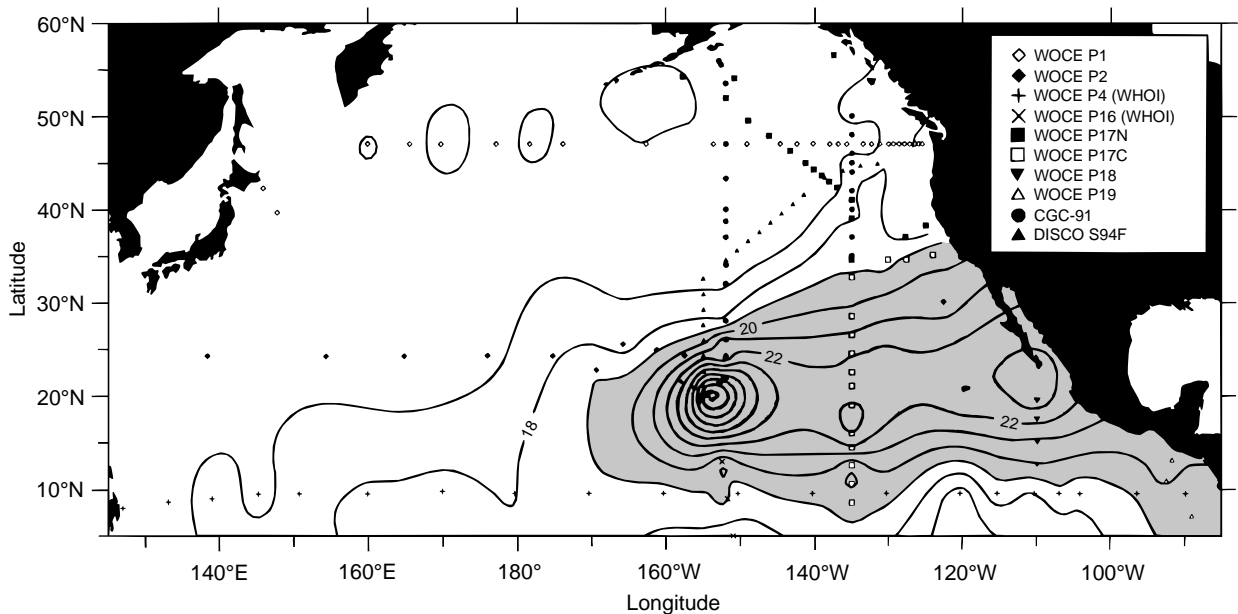 60°N
50°N
40°N
30°N
20°N
10°N
Latitude
WOCE P1
WOCE P2
WOCE P4 (WHOI)
WOCE P16 (WHOI)
WOCE P17N
WOCE P17C
WOCE P18
WOCE P19
CGC-91
DISCO S94F
20
22
22
18
140°E
160°E
180°
160°W
140°W
120°W
100°W
Longitude